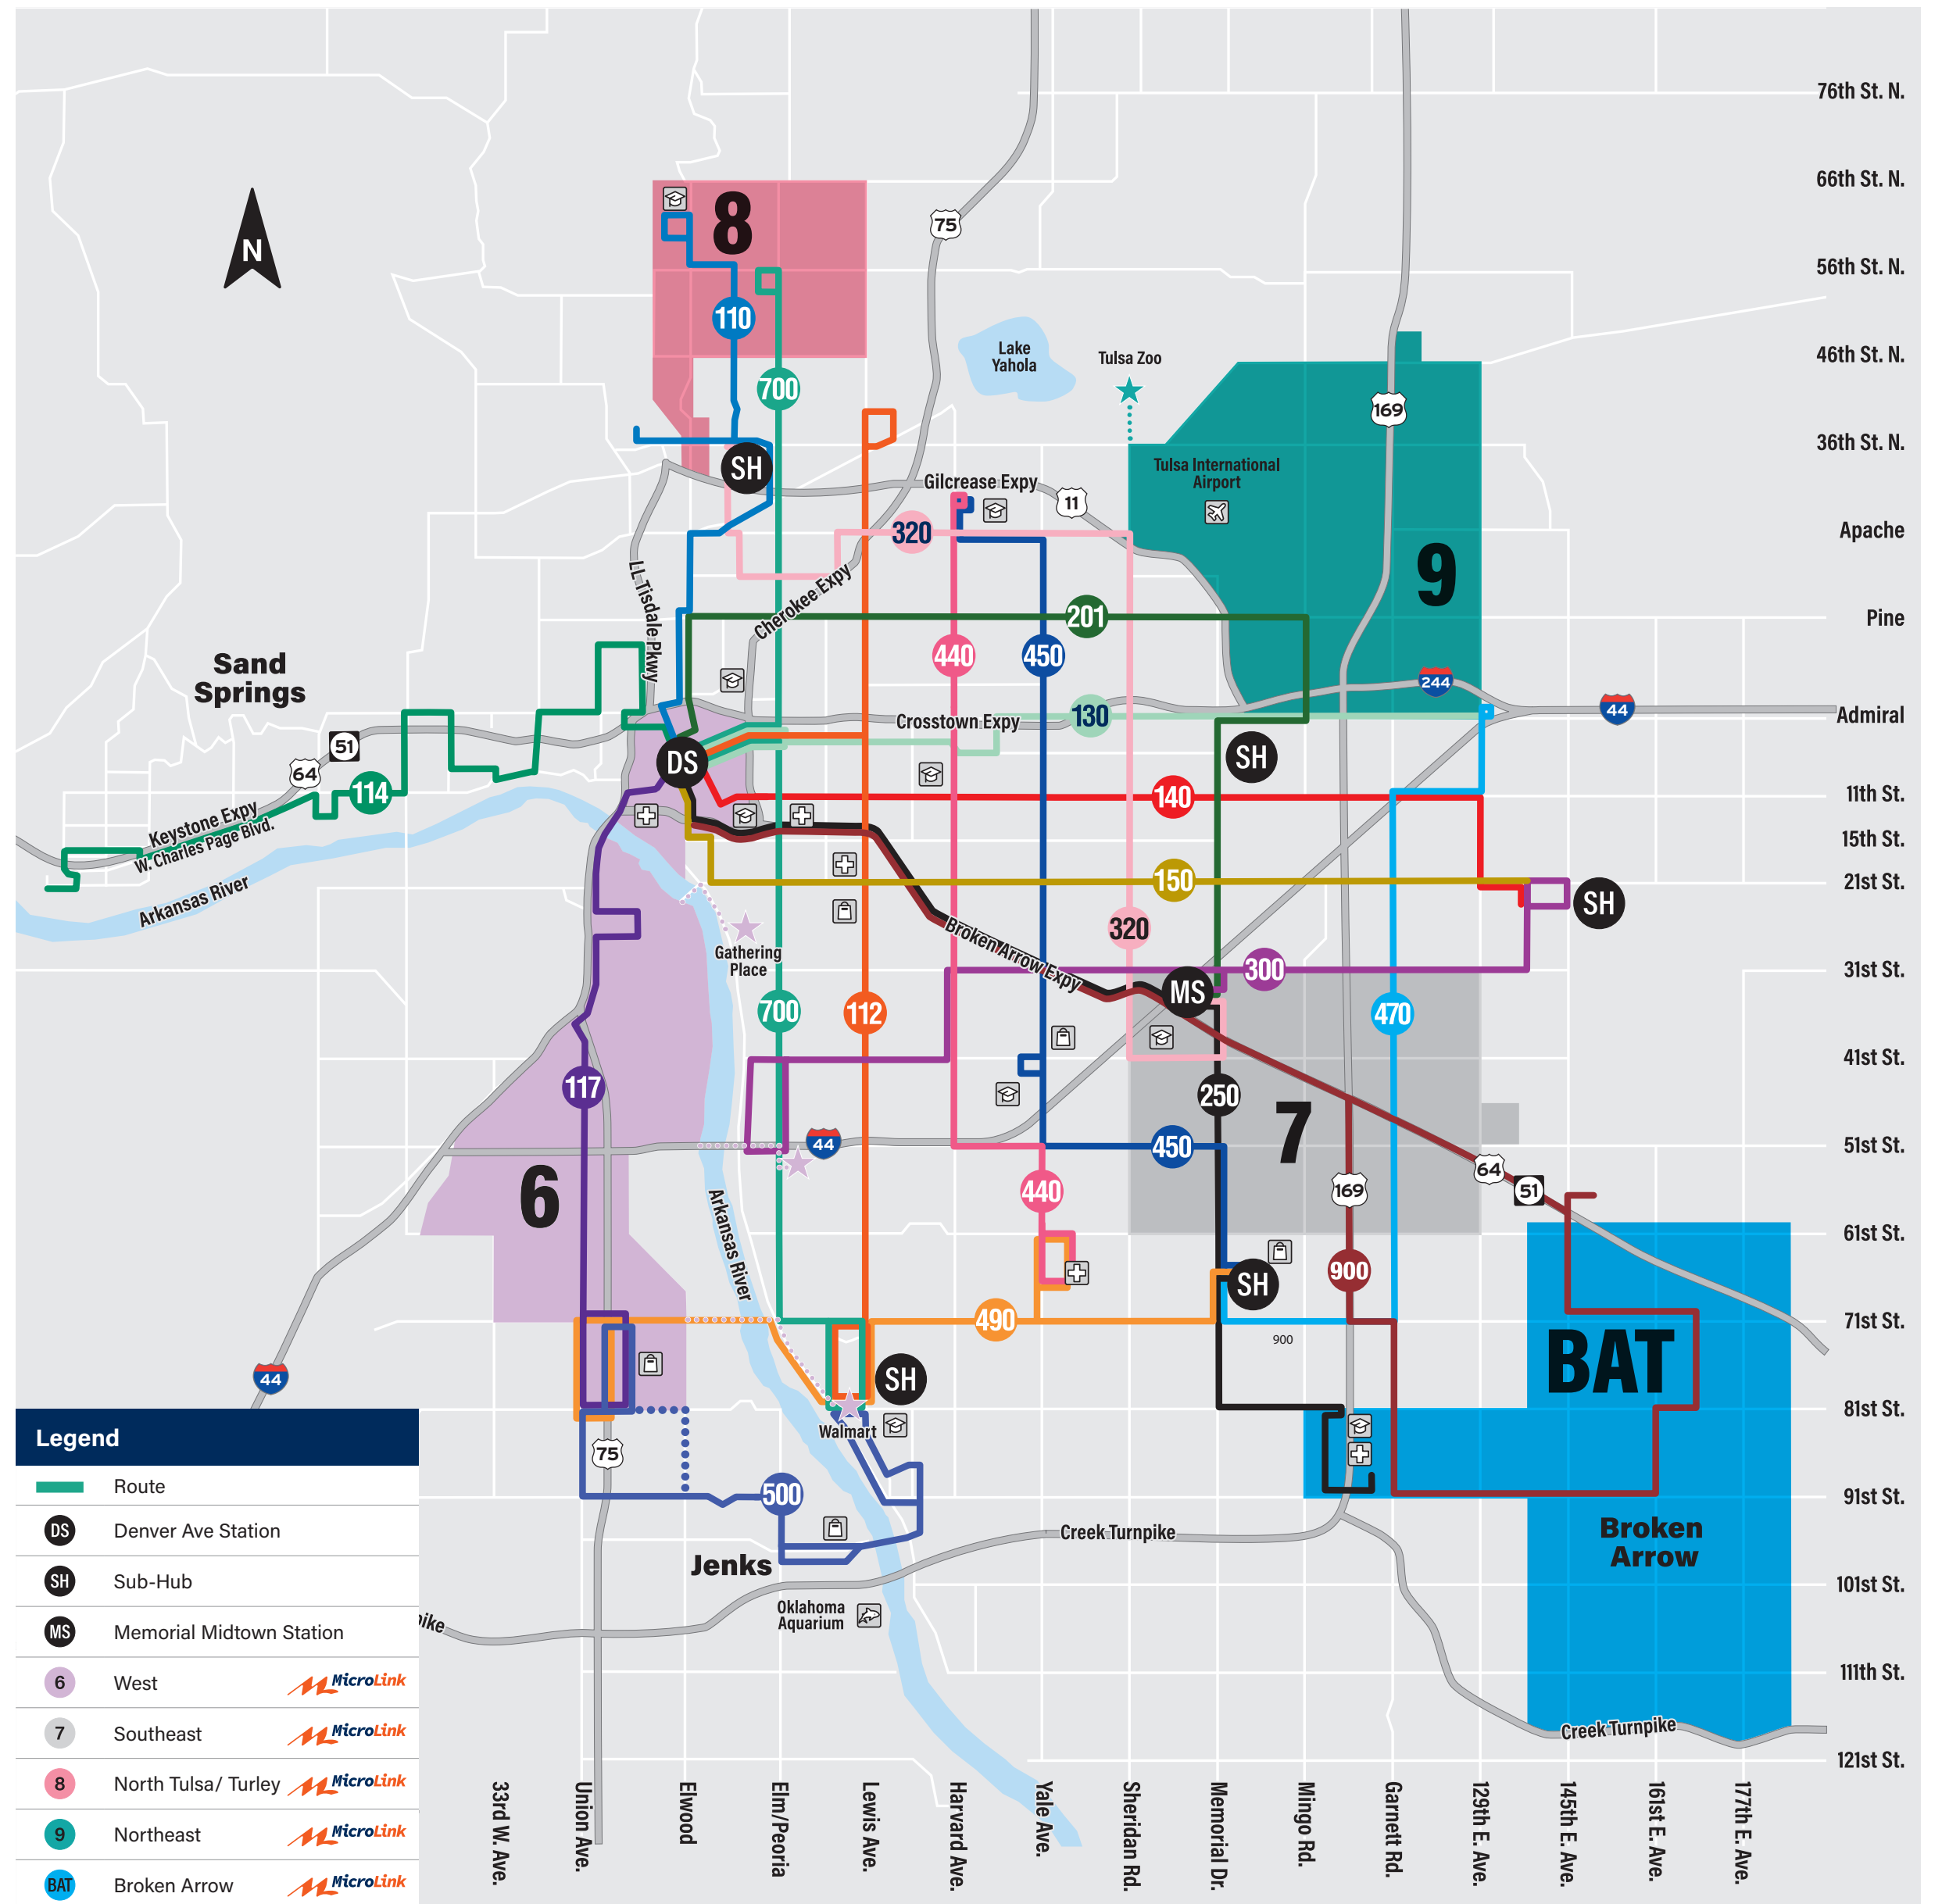 76th St. N.
66th St. N.
56th St. N.
46th St. N.
36th St. N.
Apache
Pine
Admiral
11th St.
15th St.
21st St.
31st St.
41st St.
51st St.
61st St.
71st St.
81st St.
91st St.
101st St.
111th St.
121st St.
N
8
75
110
700
Lake
Yahola
Tulsa Zoo
169
Tulsa International
Airport
SH
Gilcrease Expy
11
320
9
LL Tisdale Pkwy
Cherokee Expy
201
440
450
Sand
Springs
244
44
Crosstown Expy
130
51
64
114
DS
SH
140
Keystone Expy
W. Charles Page Blvd.
Arkansas River
150
SH
Gathering
Place
Broken Arrow Expy
320
300
MS
700
112
470
117
250
7
44
450
51
64
169
6
440
Arkansas River
SH
900
490
900
BAT
44
SH
Walmart
75
500
Jenks
Creek Turnpike
Broken
Arrow
Oklahoma
Aquarium
pike
Creek Turnpike
Legend
Route
DS Denver Ave Station
SH Sub-Hub
MS Memorial Midtown Station
6 West MicroLink
7 Southeast MicroLink
8 North Tulsa/ Turley MicroLink
9 Northeast MicroLink
BAT Broken Arrow MicroLink
33rd W. Ave.
Union Ave.
Elwood
Elm/Peoria
Lewis Ave.
Harvard Ave.
Yale Ave.
Sheridan Rd.
Memorial Dr.
Mingo Rd.
Garnett Rd.
129th E. Ave.
145th E. Ave.
161st E. Ave.
177th E. Ave.